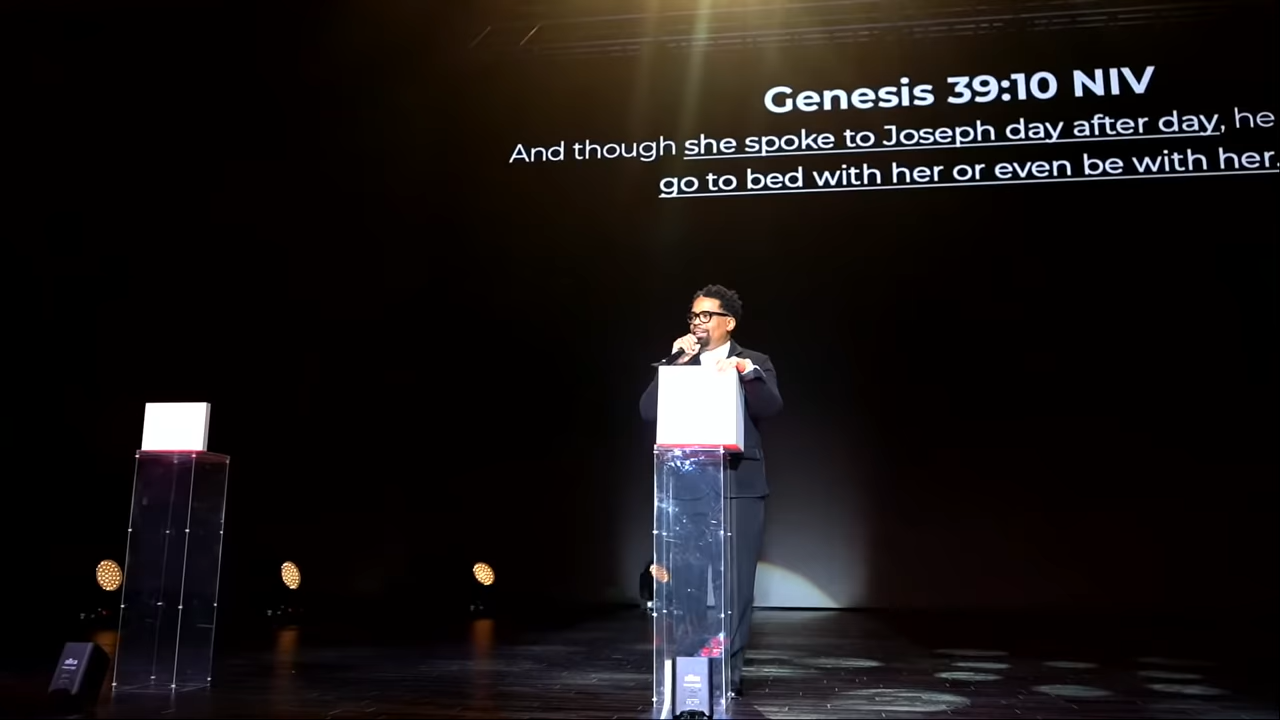 Genesis 39:10 NIV
And though she spoke to Joseph day after day, he
go to bed with her or even be with her.